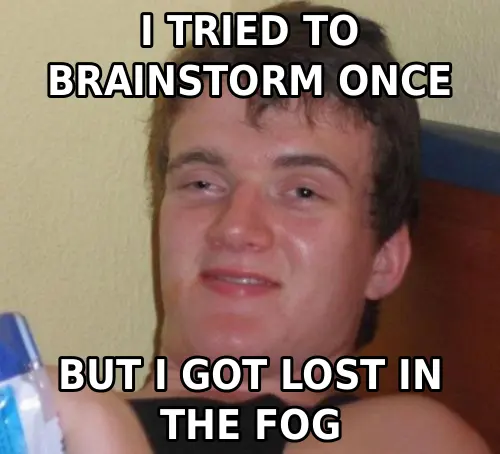 I TRIED TO
BRAINSTORM ONCE
BUT I GOT LOST IN
THE FOG